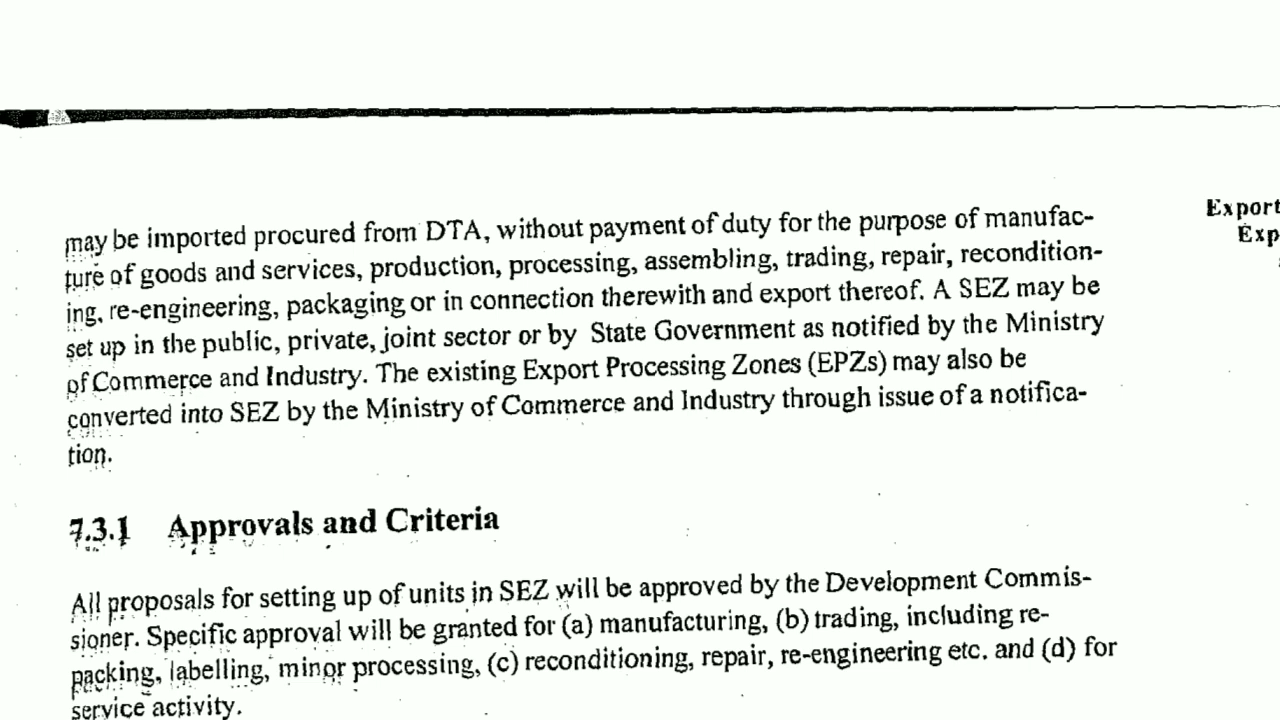 may be imported procured from DTA, without payment of duty for the purpose of manufac-
ture of goods and services, production, processing, assembling, trading, repair, recondition-
ing, re-engineering, packaging or in connection therewith and export thereof. A SEZ may be
set up in the public, private, joint sector or by State Government as notified by the Ministry
of Commerce and Industry. The existing Export Processing Zones (EPZs) may also be
converted into SEZ by the Ministry of Commerce and Industry through issue of a notifica-
tion.
7.3.1 Approvals and Criteria
All proposals for setting up of units in SEZ will be approved by the Development Commis-
sioner. Specific approval will be granted for (a) manufacturing, (b) trading, including re-
packing, labelling, minor processing, (c) reconditioning, repair, re-engineering etc. and (d) for
service activity.
Export
Exp